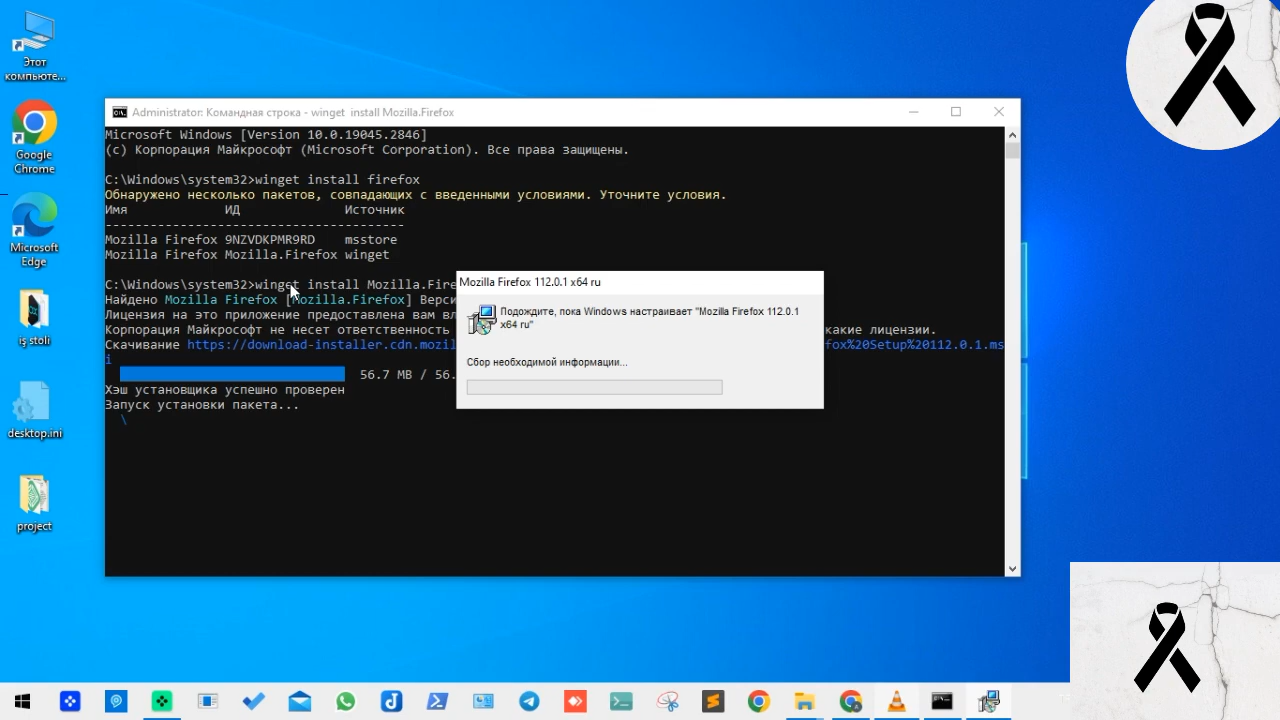 Этот
компьюте...
Google
Chrome
Microsoft
Edge
iş stoli
desktop.ini
project
Administrator: Командная строка - winget install Mozilla.Firefox
Microsoft Windows [Version 10.0.19045.2846]
(c) Корпорация Майкрософт (Microsoft Corporation). Все права защищены.
C:\Windows\system32>winget install firefox
Обнаружено несколько пакетов, совпадающих с введенными условиями. Уточните условия.
Имя ИД Источник
----------------------------------------
Mozilla Firefox 9NZVDKPMR9RD msstore
Mozilla Firefox Mozilla.Firefox winget
C:\Windows\system32>winget install Mozilla.Fire
Найдено Mozilla Firefox [Mozilla.Firefox] Верси
Лицензия на это приложение предоставлена вам вл
Корпорация Майкрософт не несет ответственность какие лицензии.
Скачивание https://download-installer.cdn.mozil fox%20Setup%20112.0.1.ms
i
56.7 MB / 56.
Хэш установщика успешно проверен
Запуск установки пакета...
\
Mozilla Firefox 112.0.1 x64 ru
Подождите, пока Windows настраивает "Mozilla Firefox 112.0.1
x64 ru"
Сбор необходимой информации...